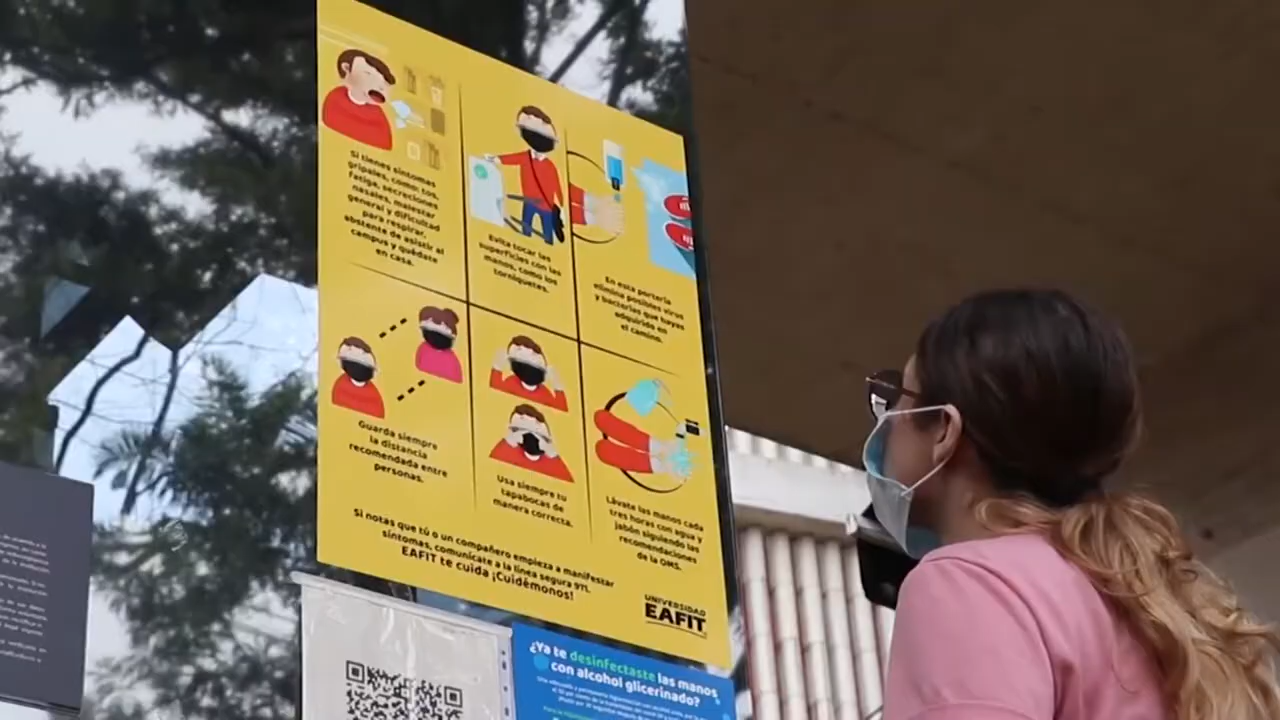 Si tienes síntomas
gripales, como: tos,
fatiga, secreciones
nasales, malestar
general y dificultad
para respirar,
abstente de asistir al
campus y quédate
en casa.
Evita tocar las
superficies con las
manos, como los
torniquetes.
En esta portería
elimina posibles virus
y bacterias que hayas
adquirido en
el camino.
Guarda siempre
la distancia
recomendada entre
personas.
Usa siempre tu
tapabocas de
manera correcta.
Lávate las manos cada
tres horas con agua y
jabón siguiendo las
recomendaciones
de la OMS.
Si notas que tú o un compañero empieza a manifestar
síntomas, comunícate a la línea segura 971.
EAFIT te cuida ¡Cuidémonos!
UNIVERSIDAD
EAFIT
¿Ya te desinfectaste las manos
con alcohol glicerinado?